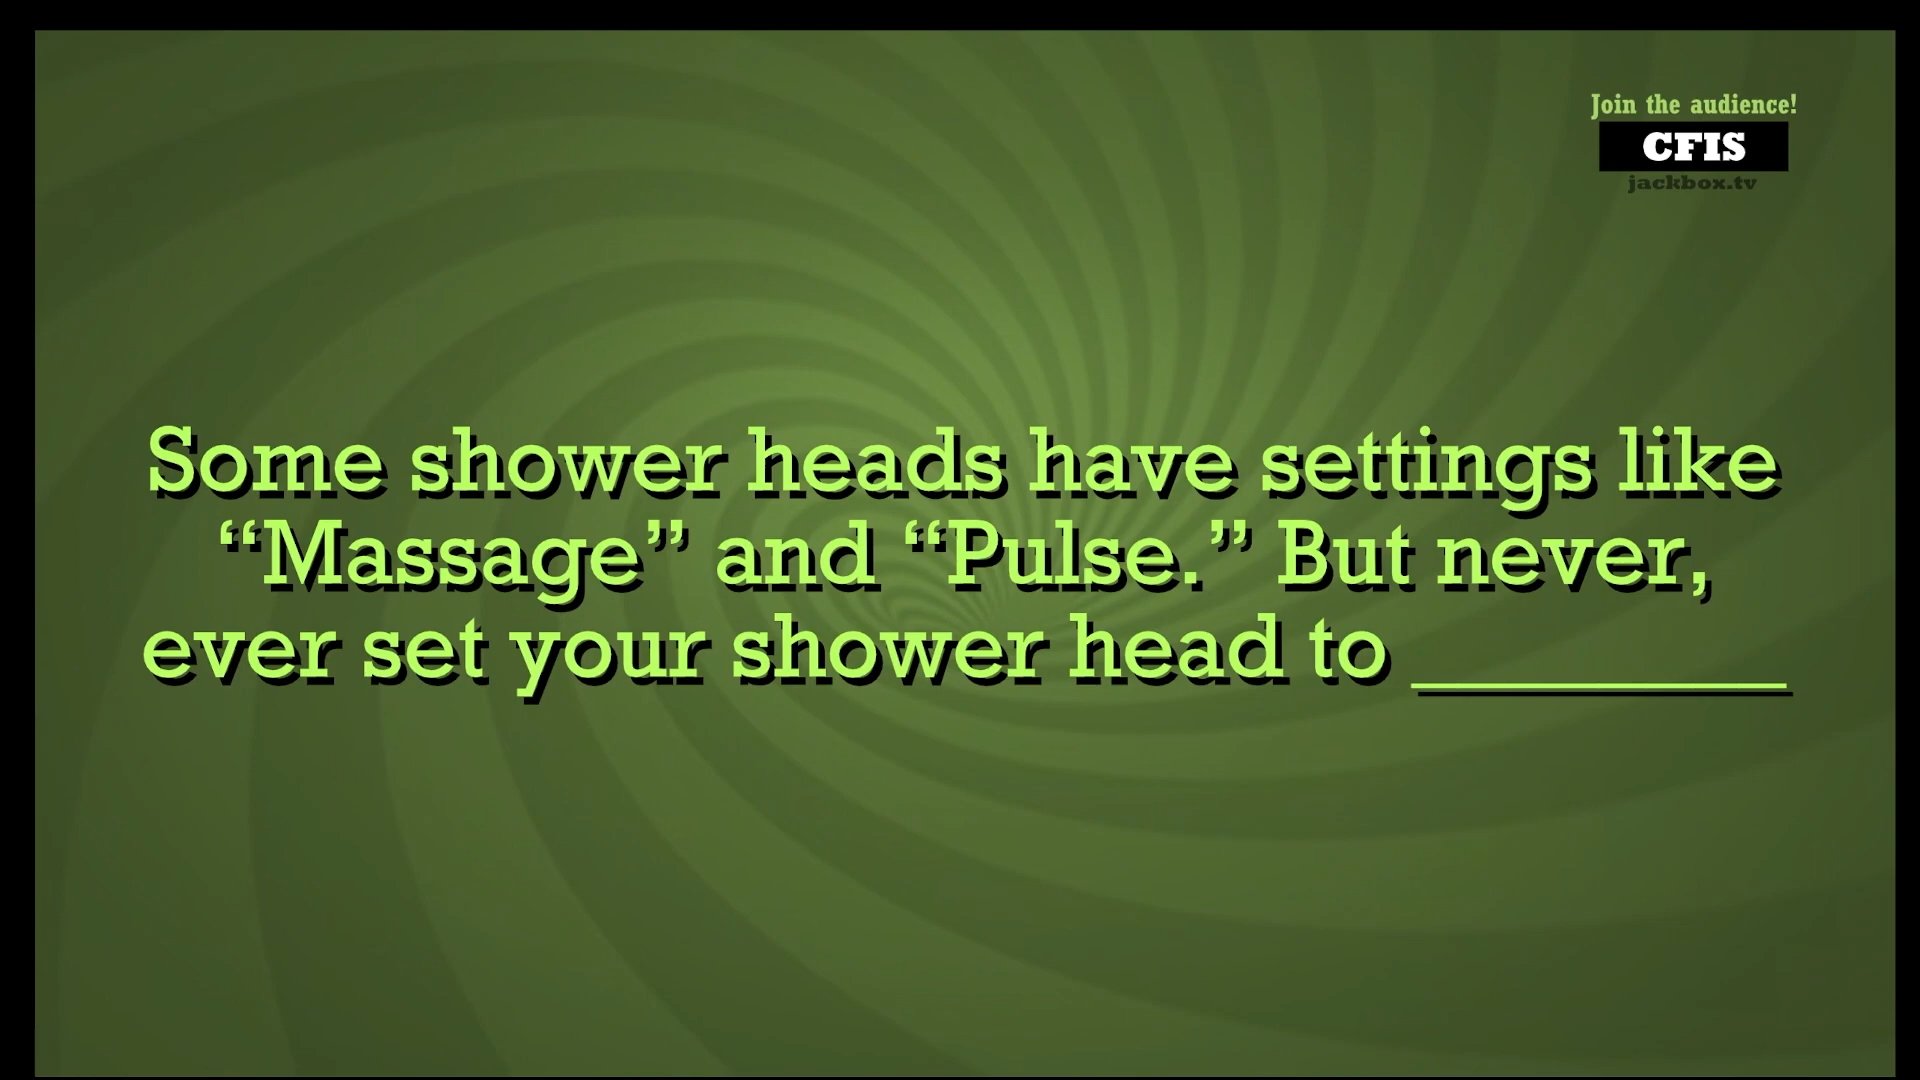 Join the audience!
CFIS
jackbox.tv
Some shower heads have settings like
“Massage” and “Pulse.” But never,
ever set your shower head to ________